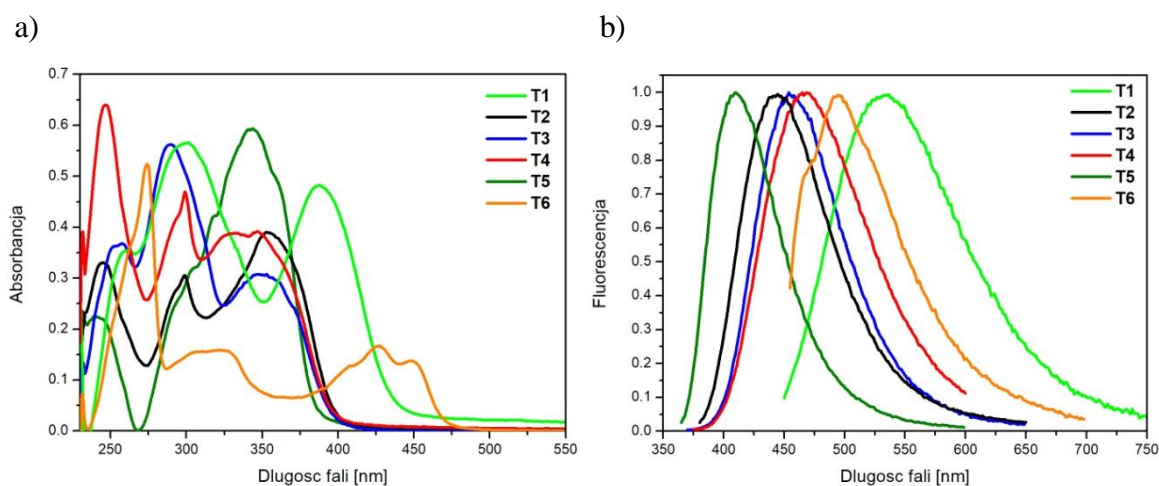 a)
0.7
0.6
0.5
0.4
0.3
0.2
0.1
0.0
Absorbancja
250
300
350
400
450
500
550
Dlugosc fali [nm]
T1
T2
T3
T4
T5
T6
b)
1.0
0.9
0.8
0.7
0.6
0.5
0.4
0.3
0.2
0.1
0.0
Fluorescencja
350
400
450
500
550
600
650
700
750
Dlugosc fali [nm]
T1
T2
T3
T4
T5
T6